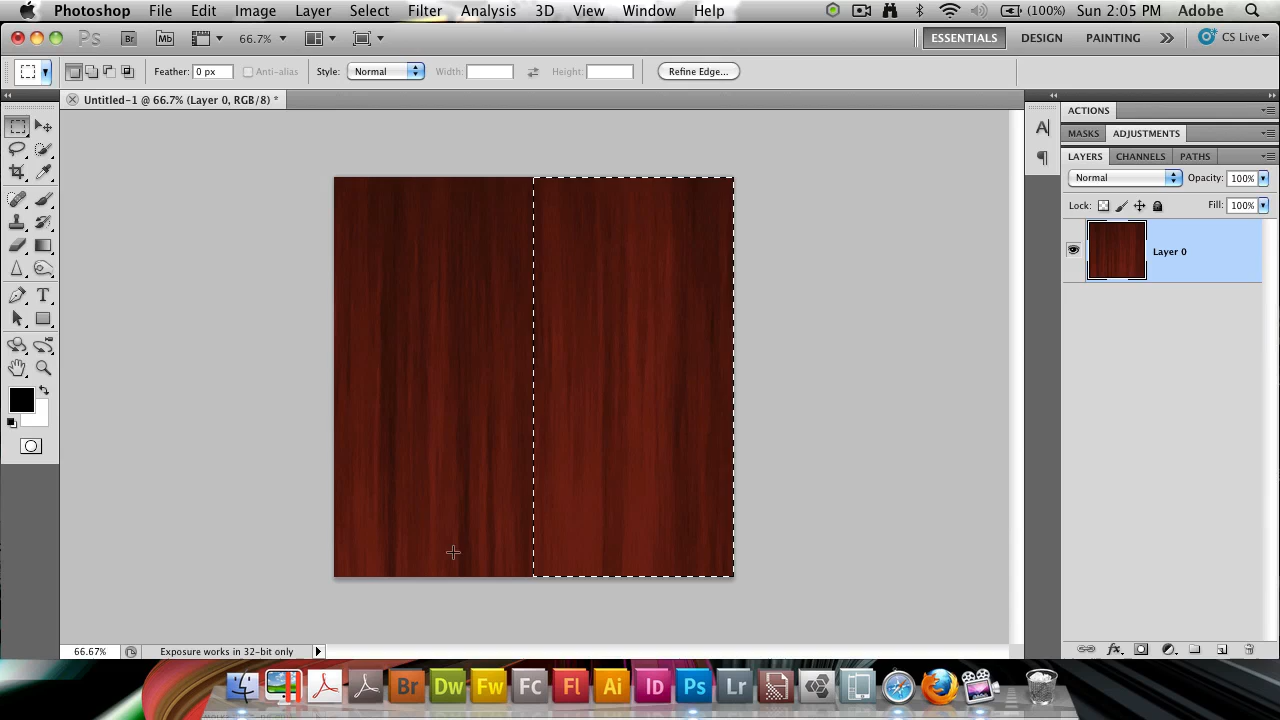 Photoshop File Edit Image Layer Select Filter Analysis 3D View Window Help (100%) Sun 2:05 PM Adobe
Ps Br Mb 66.7% ESSENTIALS DESIGN PAINTING CS Live
Feather: 0 px Anti-alias Style: Normal Width: Height: Refine Edge...
Untitled-1 @ 66.7% (Layer 0, RGB/8) *
ACTIONS
MASKS ADJUSTMENTS
LAYERS CHANNELS PATHS
Normal Opacity: 100%
Lock: Fill: 100%
Layer 0
A
T
66.67% Exposure works in 32-bit only
fx
Br Dw Fw Fc Fl Ai Id Ps Lr